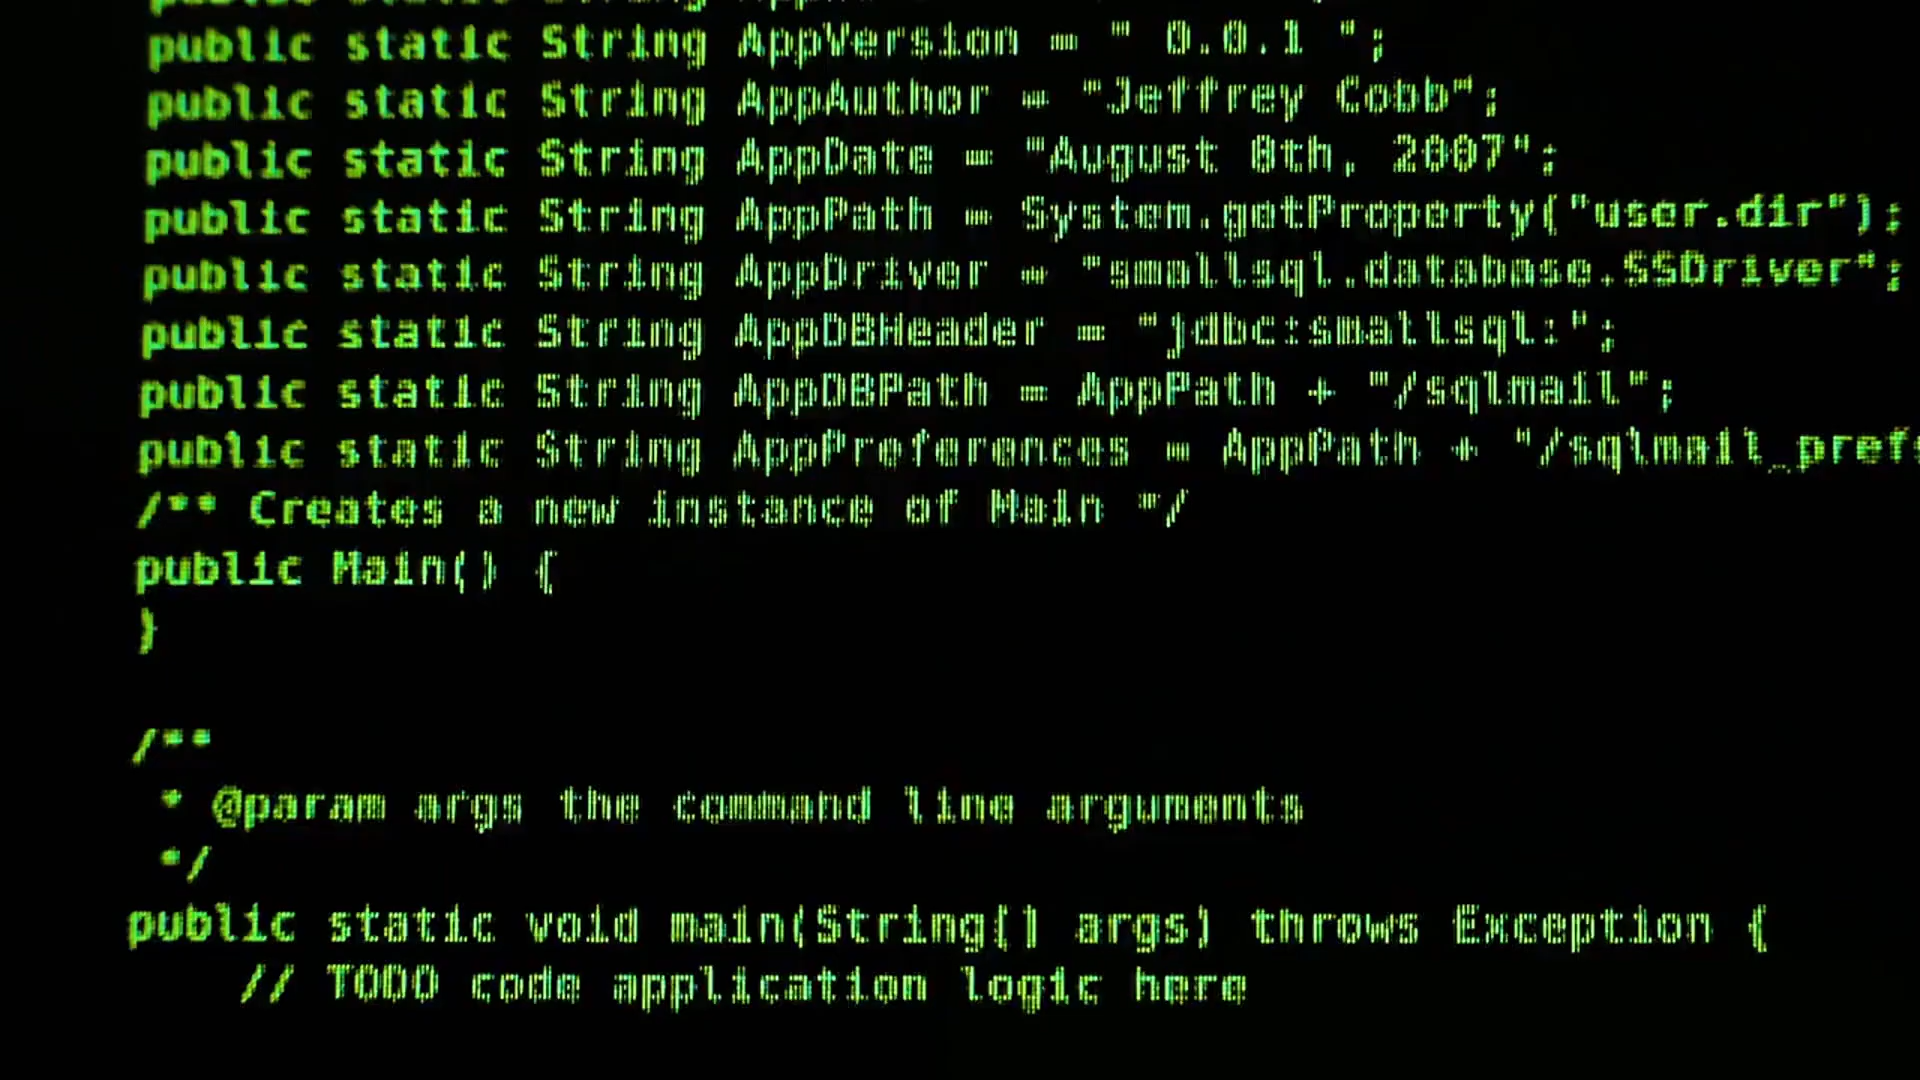 public static String AppVersion = " 0.0.1 ";
public static String AppAuthor = "Jeffrey Cobb";
public static String AppDate = "August 8th, 2007";
public static String AppPath = System.getProperty("user.dir");
public static String AppDriver = "smallsql.database.SSDriver";
public static String AppDBHeader = "jdbc:smallsql:";
public static String AppDBPath = AppPath + "/sqlmail";
public static String AppPreferences = AppPath + "/sqlmail_prefs
/** Creates a new instance of Main */
public Main() {
}
/**
* @param args the command line arguments
*/
public static void main(String[] args) throws Exception {
// TODO code application logic here